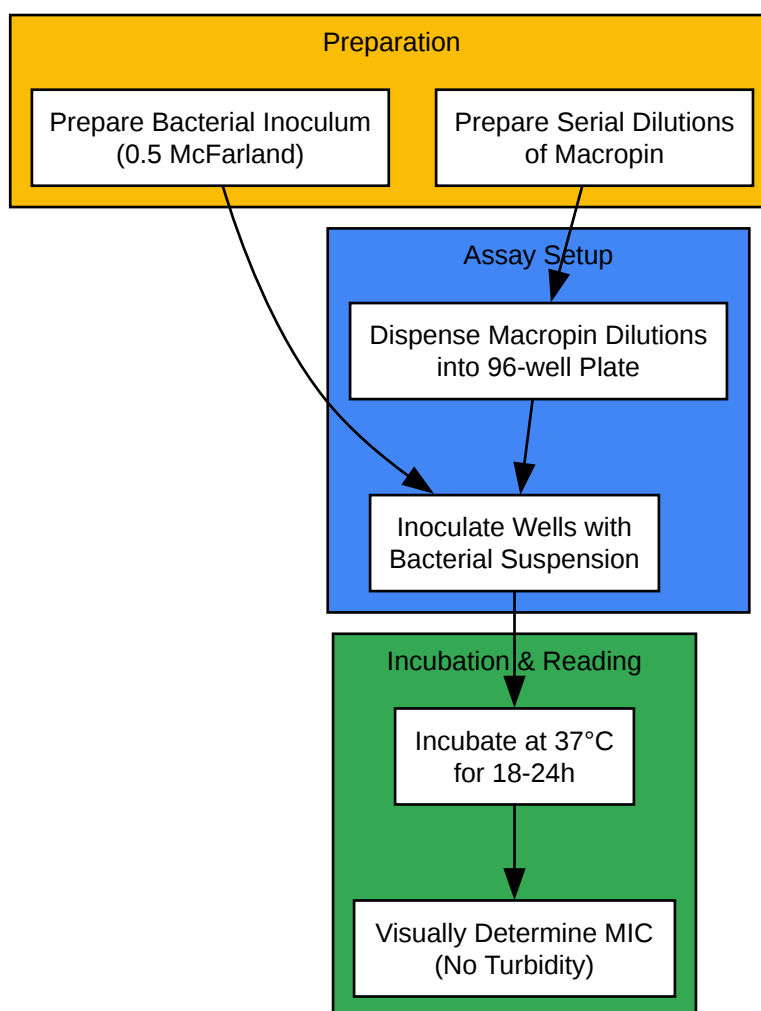 Preparation
Prepare Bacterial Inoculum
(0.5 McFarland)
Prepare Serial Dilutions
of Macropin
Assay Setup
Dispense Macropin Dilutions
into 96-well Plate
Inoculate Wells with
Bacterial Suspension
Incubation & Reading
Incubate at 37°C
for 18-24h
Visually Determine MIC
(No Turbidity)